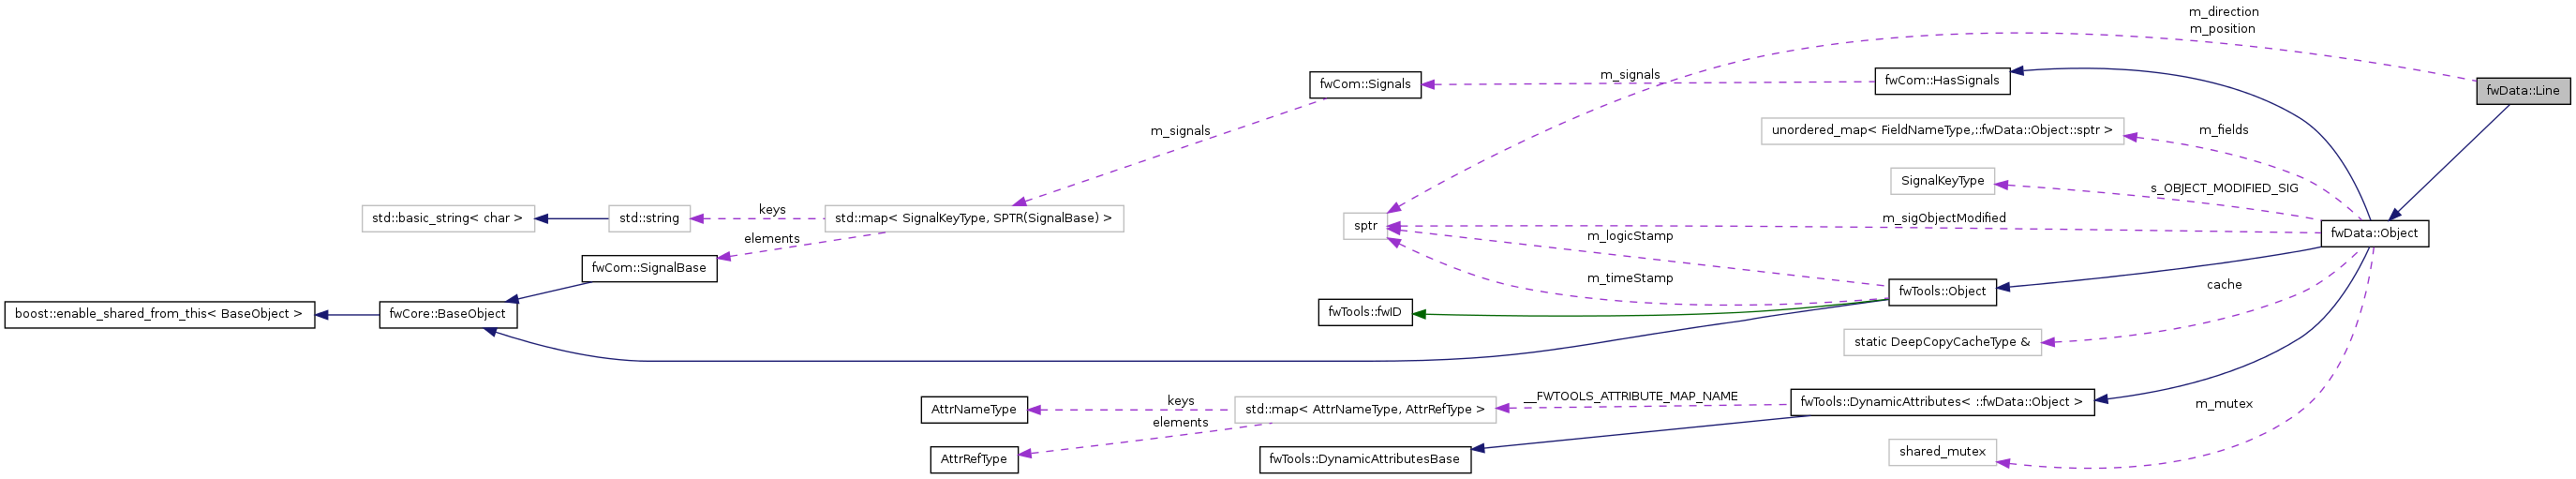 m_direction
m_position
m_signals
fwCom::Signals
fwCom::HasSignals
fwData::Line
m_signals
unordered_map< FieldNameType,::fwData::Object::sptr >
m_fields
SignalKeyType
s_OBJECT_MODIFIED_SIG
std::basic_string< char >
std::string
keys
std::map< SignalKeyType, SPTR(SignalBase) >
elements
sptr
m_sigObjectModified
m_logicStamp
fwData::Object
fwCom::SignalBase
m_timeStamp
fwTools::Object
cache
boost::enable_shared_from_this< BaseObject >
fwCore::BaseObject
fwTools::fwID
static DeepCopyCacheType &
AttrNameType
keys
std::map< AttrNameType, AttrRefType >
__FWTOOLS_ATTRIBUTE_MAP_NAME
fwTools::DynamicAttributes< ::fwData::Object >
m_mutex
elements
AttrRefType
fwTools::DynamicAttributesBase
shared_mutex